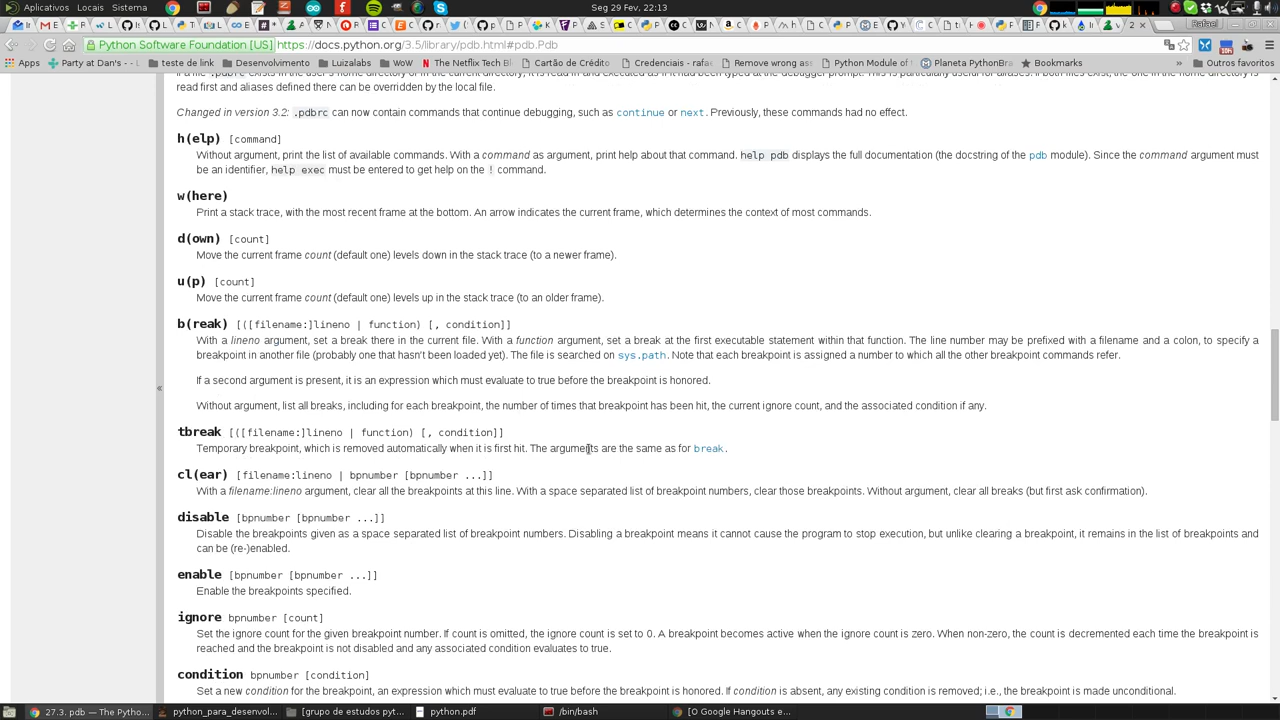 Aplicativos Locais Sistema
Seg 29 Fev, 22:13
Rafael
Python Software Foundation [US] https://docs.python.org/3.5/library/pdb.html#pdb.Pdb
Apps Party at Dan's - - teste de link Desenvolvimento Luizalabs WoW The Netflix Tech Cartão de Crédito Credenciais - rafae Remove wrong ass Python Module of Planeta PythonBra Bookmarks Outros favoritos
read first and aliases defined there can be overridden by the local file.
Changed in version 3.2: .pdbrc can now contain commands that continue debugging, such as continue or next. Previously, these commands had no effect.
h(elp) [command]
Without argument, print the list of available commands. With a command as argument, print help about that command. help pdb displays the full documentation (the docstring of the pdb module). Since the command argument must
be an identifier, help exec must be entered to get help on the ! command.
w(here)
Print a stack trace, with the most recent frame at the bottom. An arrow indicates the current frame, which determines the context of most commands.
d(own) [count]
Move the current frame count (default one) levels down in the stack trace (to a newer frame).
u(p) [count]
Move the current frame count (default one) levels up in the stack trace (to an older frame).
b(reak) [([filename:]lineno | function) [, condition]]
With a lineno argument, set a break there in the current file. With a function argument, set a break at the first executable statement within that function. The line number may be prefixed with a filename and a colon, to specify a
breakpoint in another file (probably one that hasn't been loaded yet). The file is searched on sys.path. Note that each breakpoint is assigned a number to which all the other breakpoint commands refer.
If a second argument is present, it is an expression which must evaluate to true before the breakpoint is honored.
Without argument, list all breaks, including for each breakpoint, the number of times that breakpoint has been hit, the current ignore count, and the associated condition if any.
tbreak [([filename:]lineno | function) [, condition]]
Temporary breakpoint, which is removed automatically when it is first hit. The arguments are the same as for break.
cl(ear) [filename:lineno | bpnumber [bpnumber ...]]
With a filename:lineno argument, clear all the breakpoints at this line. With a space separated list of breakpoint numbers, clear those breakpoints. Without argument, clear all breaks (but first ask confirmation).
disable [bpnumber [bpnumber ...]]
Disable the breakpoints given as a space separated list of breakpoint numbers. Disabling a breakpoint means it cannot cause the program to stop execution, but unlike clearing a breakpoint, it remains in the list of breakpoints and
can be (re-)enabled.
enable [bpnumber [bpnumber ...]]
Enable the breakpoints specified.
ignore bpnumber [count]
Set the ignore count for the given breakpoint number. If count is omitted, the ignore count is set to 0. A breakpoint becomes active when the ignore count is zero. When non-zero, the count is decremented each time the breakpoint is
reached and the breakpoint is not disabled and any associated condition evaluates to true.
condition bpnumber [condition]
Set a new condition for the breakpoint, an expression which must evaluate to true before the breakpoint is honored. If condition is absent, any existing condition is removed; i.e., the breakpoint is made unconditional.
27.3. pdb — The Pytho... python_para_desenvol... [grupo de estudos pyt... python.pdf /bin/bash [O Google Hangouts e...